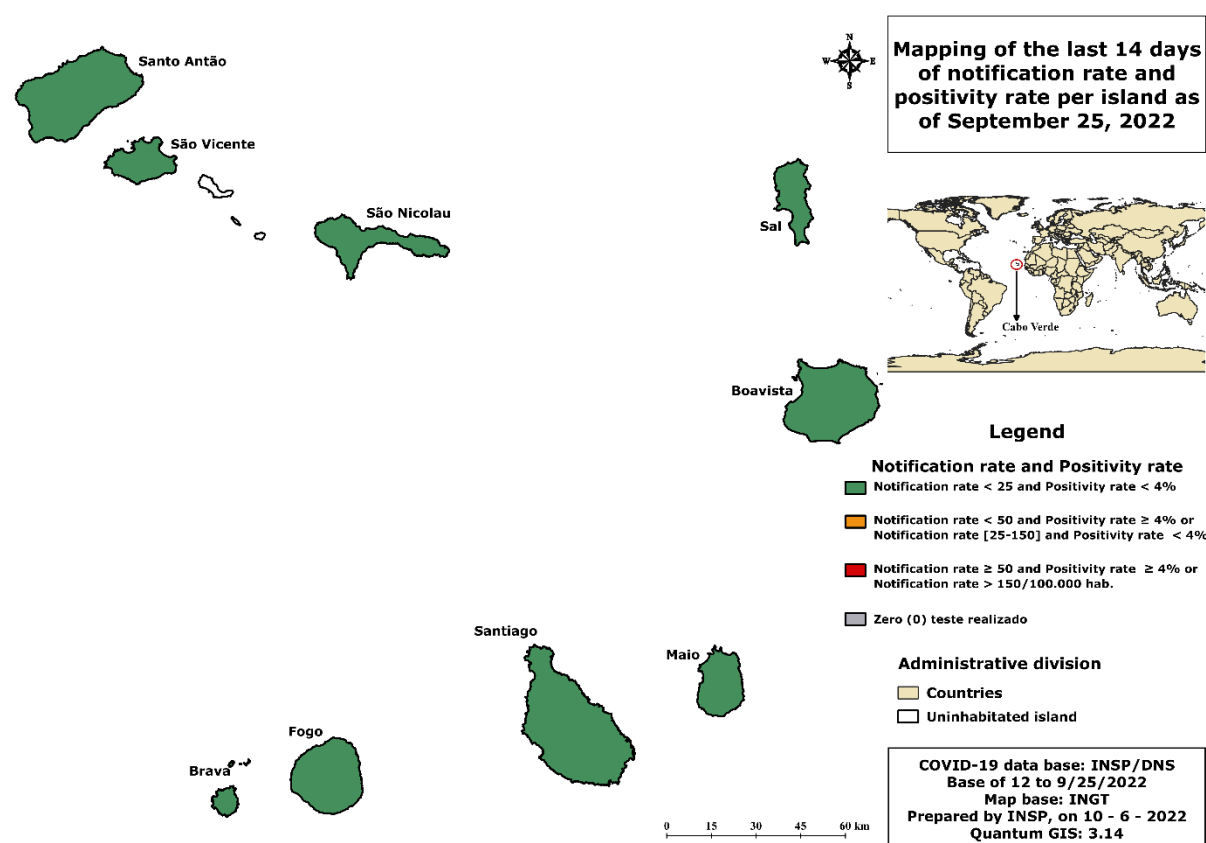 Santo Antão
São Vicente
São Nicolau
Sal
Boavista
Santiago
Maio
Fogo
Brava
N
W
E
S
Mapping of the last 14 days
of notification rate and
positivity rate per island as
of September 25, 2022
Cabo Verde
Legend
Notification rate and Positivity rate
Notification rate < 25 and Positivity rate < 4%
Notification rate < 50 and Positivity rate ≥ 4% or
Notification rate [25-150] and Positivity rate < 4%
Notification rate ≥ 50 and Positivity rate ≥ 4% or
Notification rate > 150/100.000 hab.
Zero (0) teste realizado
Administrative division
Countries
Uninhabitated island
0 15 30 45 60 km
COVID-19 data base: INSP/DNS
Base of 12 to 9/25/2022
Map base: INGT
Prepared by INSP, on 10 - 6 - 2022
Quantum GIS: 3.14